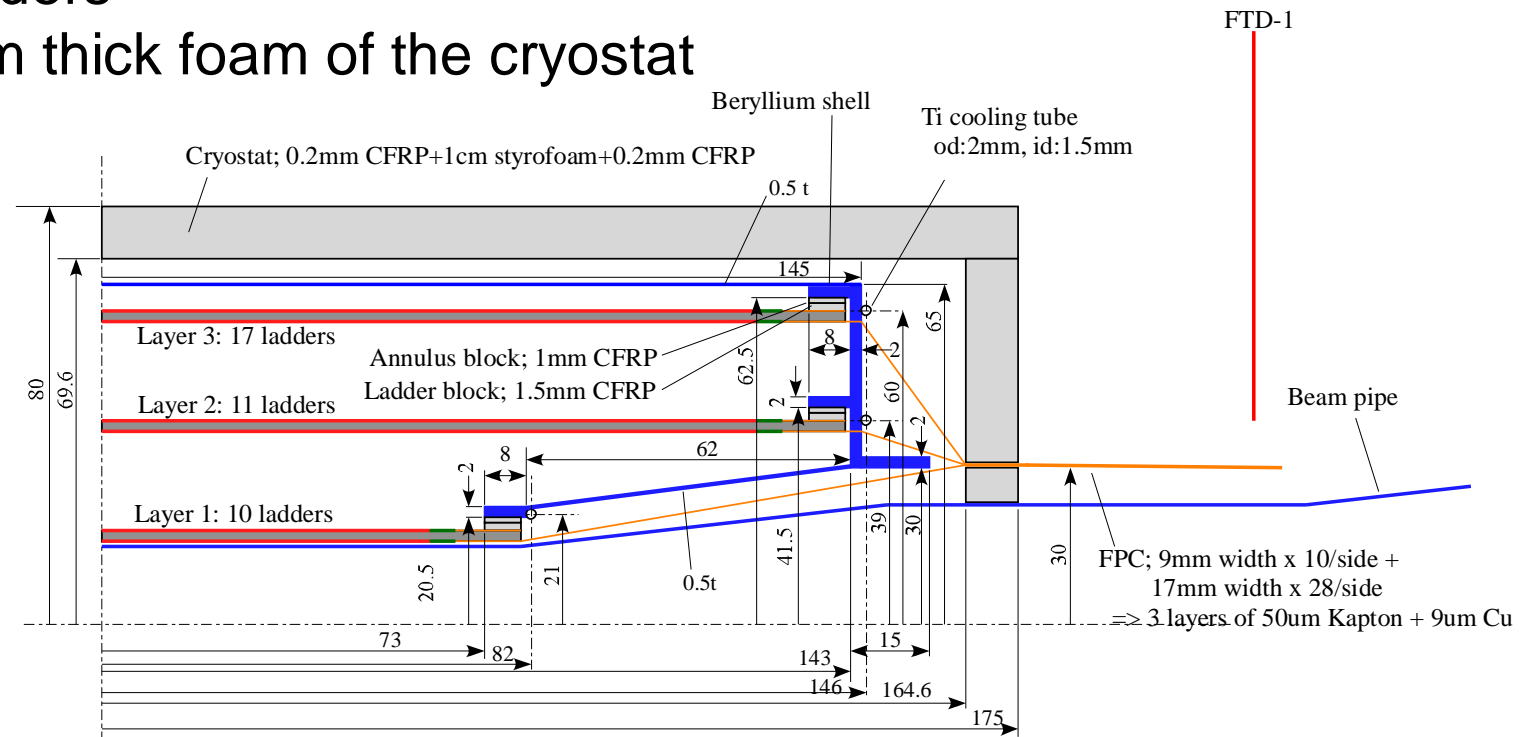 FTD-1
m thick foam of the cryostat
Beryllium shell
Ti cooling tube
od:2mm, id:1.5mm
Cryostat; 0.2mm CFRP+1cm styrofoam+0.2mm CFRP
0.5 t
145
80
69.6
Layer 3: 17 ladders
Annulus block; 1mm CFRP
Ladder block; 1.5mm CFRP
62.5
8
2
60
65
Layer 2: 11 ladders
2
2
Beam pipe
62
8
2
Layer 1: 10 ladders
20.5
21
0.5t
41.5
39
30
30
FPC; 9mm width x 10/side +
17mm width x 28/side
=> 3 layers of 50um Kapton + 9um Cu
73
82
15
143
146
164.6
175